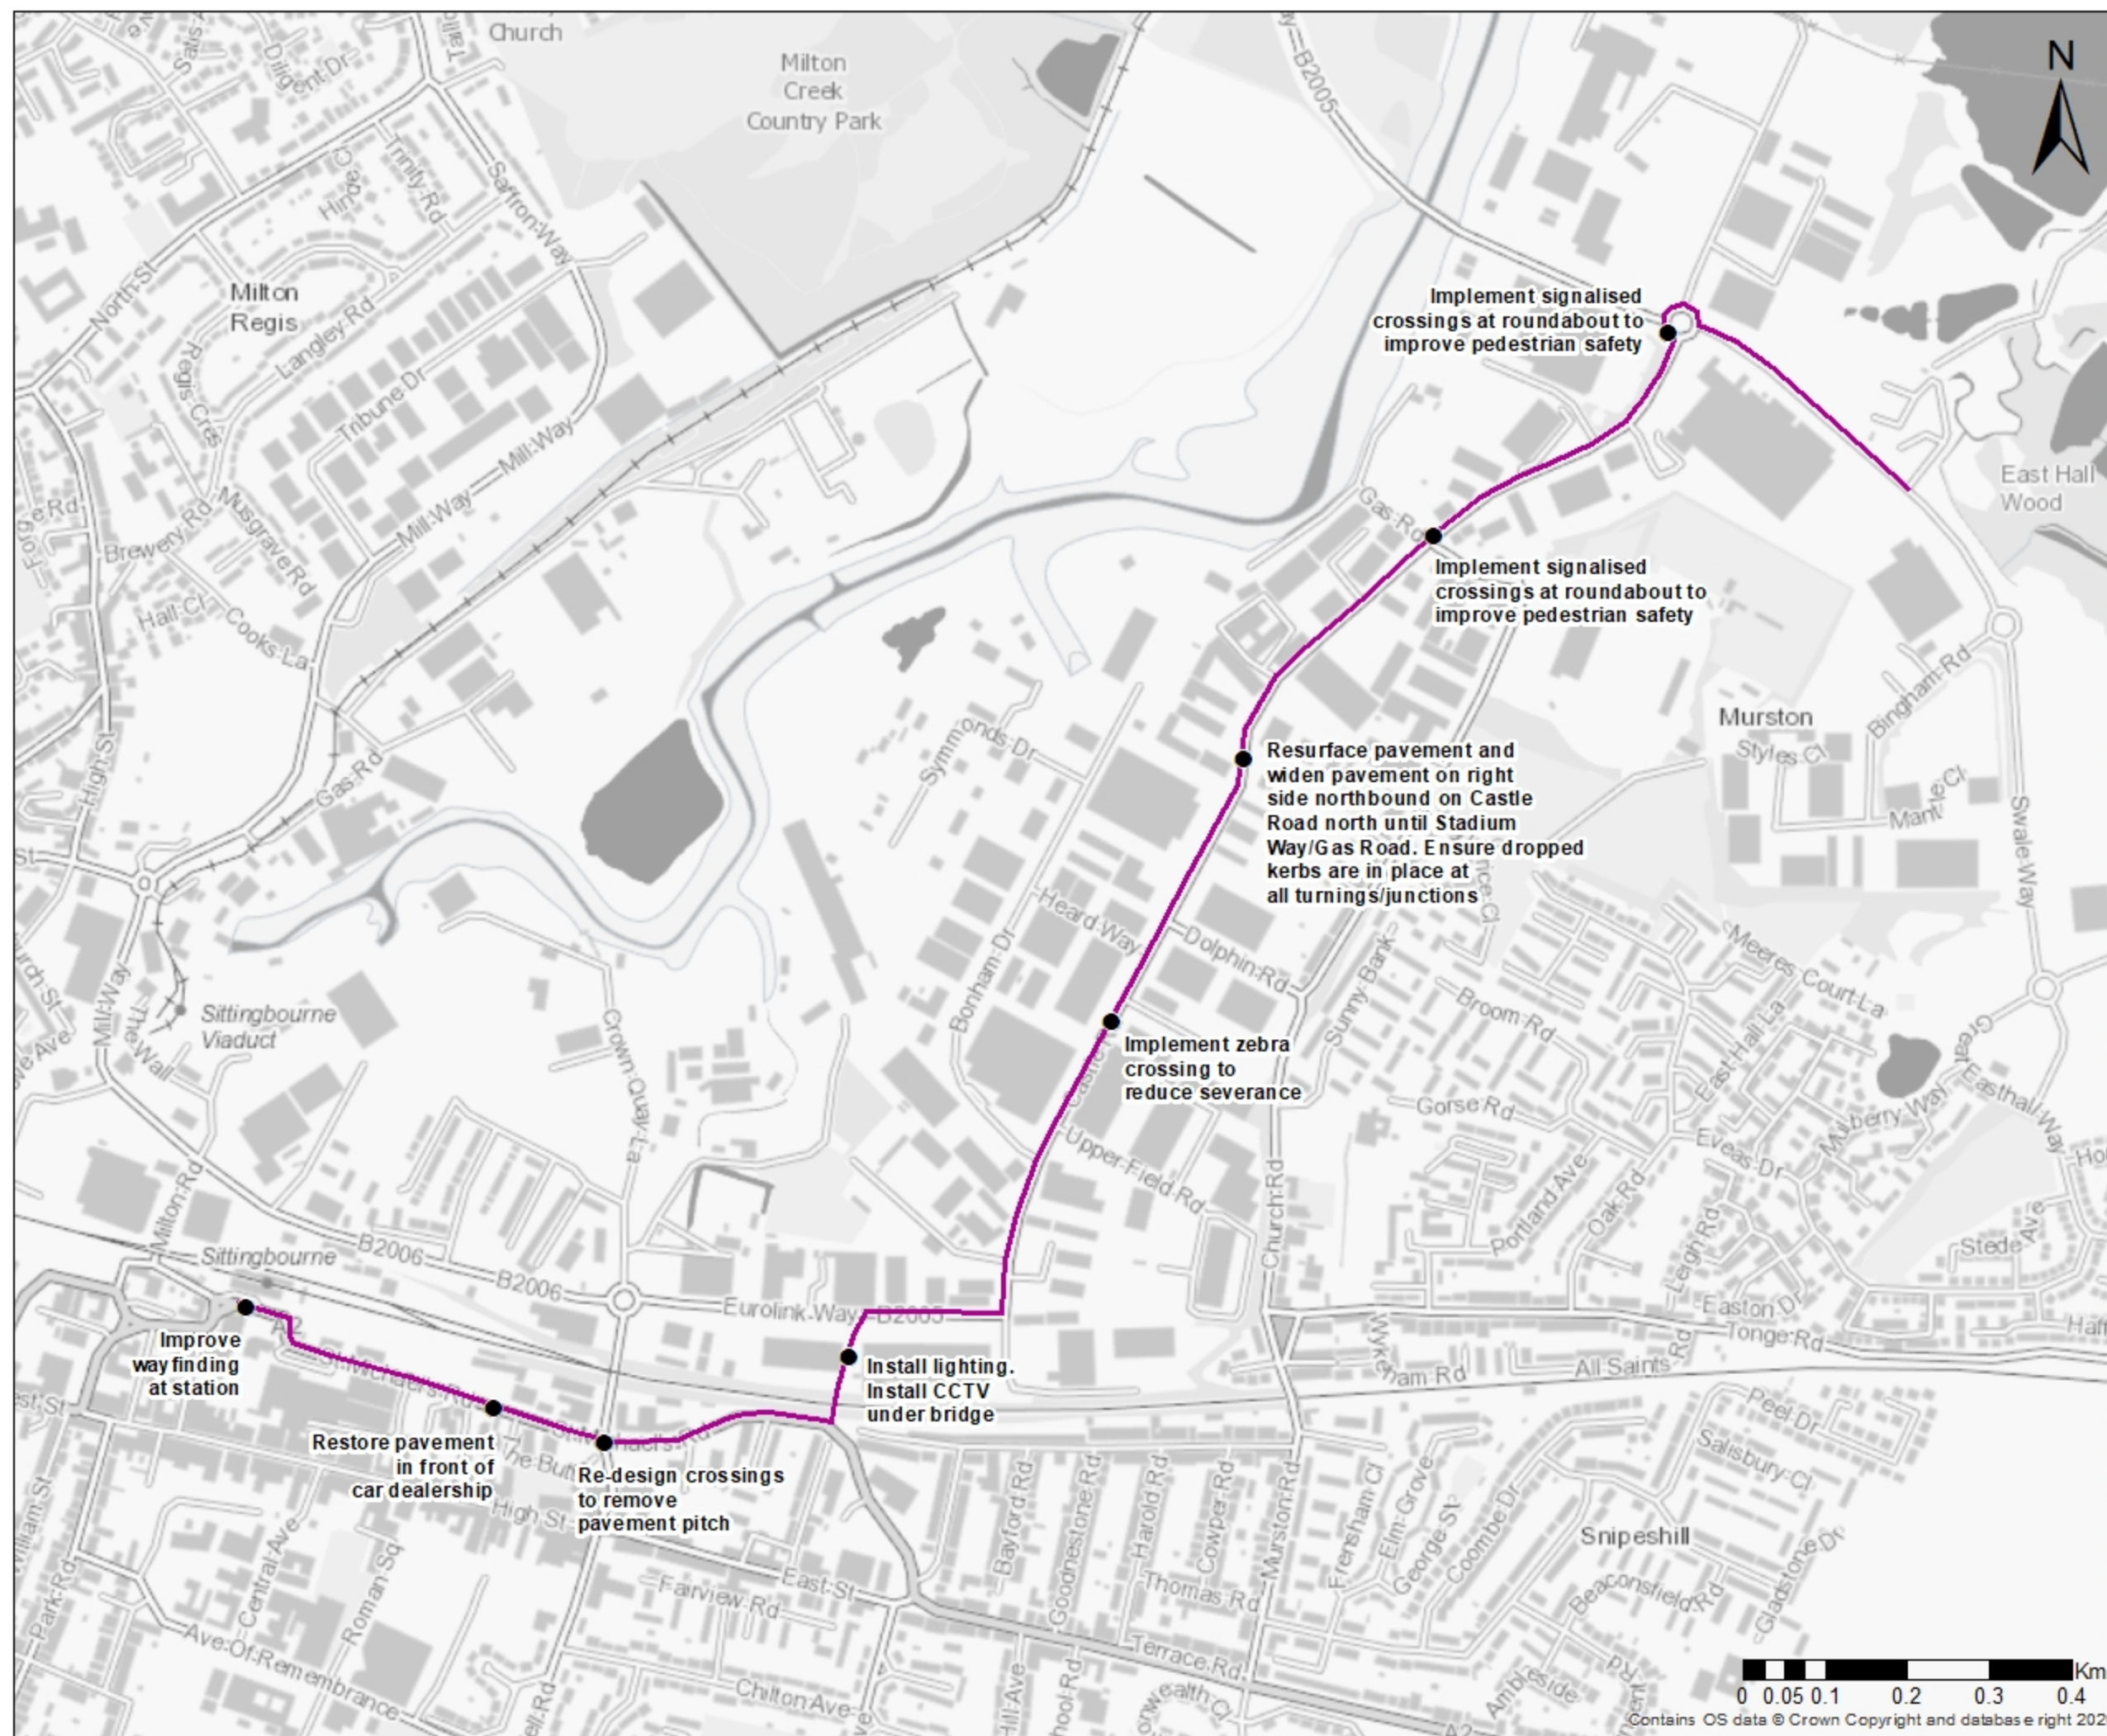 Church
Milton
Creek
Country Park
B2005
N
Diligent Dr
Hinge Cl
Trinity Rd
Saffron Way
North St
Milton
Regis
Langley Rd
Regis Cres
Tribune Dr
Mill Way
Mill Way
Musgrave Rd
Brewery Rd
Hall Cl
Cooks La
High St
Gas Rd
St
Implement signalised
crossings at roundabout to
improve pedestrian safety
Gas Rd
East Hall
Wood
Implement signalised
crossings at roundabout to
improve pedestrian safety
Murston
Styles Cl
Bingham Rd
Mantle Cl
Swale Way
Symmonds Dr
Resurface pavement and
widen pavement on right
side northbound on Castle
Road north until Stadium
Way/Gas Road. Ensure dropped
kerbs are in place at
all turnings/junctions
Heard Way
Dolphin Rd
Bonham Dr
Sunny Bank
Broom Rd
Meeres Court La
East Hall La
Great Easthall Way
Mulberry Way
Mill Way
The Wall
Sittingbourne
Viaduct
Crown Quay La
Implement zebra
crossing to
reduce severance
Gorse Rd
Eveas Dr
Upper Field Rd
Church Rd
Portland Ave
Oak Rd
Leigh Rd
Stede Ave
Milton Rd
Sittingbourne
B2006
B2006
Eurolink Way
B2005
Easton Dr
Tonge Rd
A2
Improve
wayfinding
at station
St Michaels Rd
Install lighting.
Install CCTV
under bridge
Wykeham Rd
All Saints Rd
Peel Dr
Salisbury Cl
Restore pavement
in front of
car dealership
Re-design crossings
to remove
pavement pitch
High St
East St
Fairview Rd
Bayford Rd
Goodnestone Rd
Harold Rd
Cowper Rd
Murston Rd
Frensham Cl
Elm Grove
George St
Coombe Dr
Thomas Rd
Snipeshill
Beaconsfield Rd
Gladstone Dr
William St
Park Rd
Central Ave
Roman Sq
Ave Of Remembrance
Chilton Ave
Terrace Rd
Ambleside
A2
Km
0 0.05 0.1 0.2 0.3 0.4
Contains OS data © Crown Copyright and database right 202